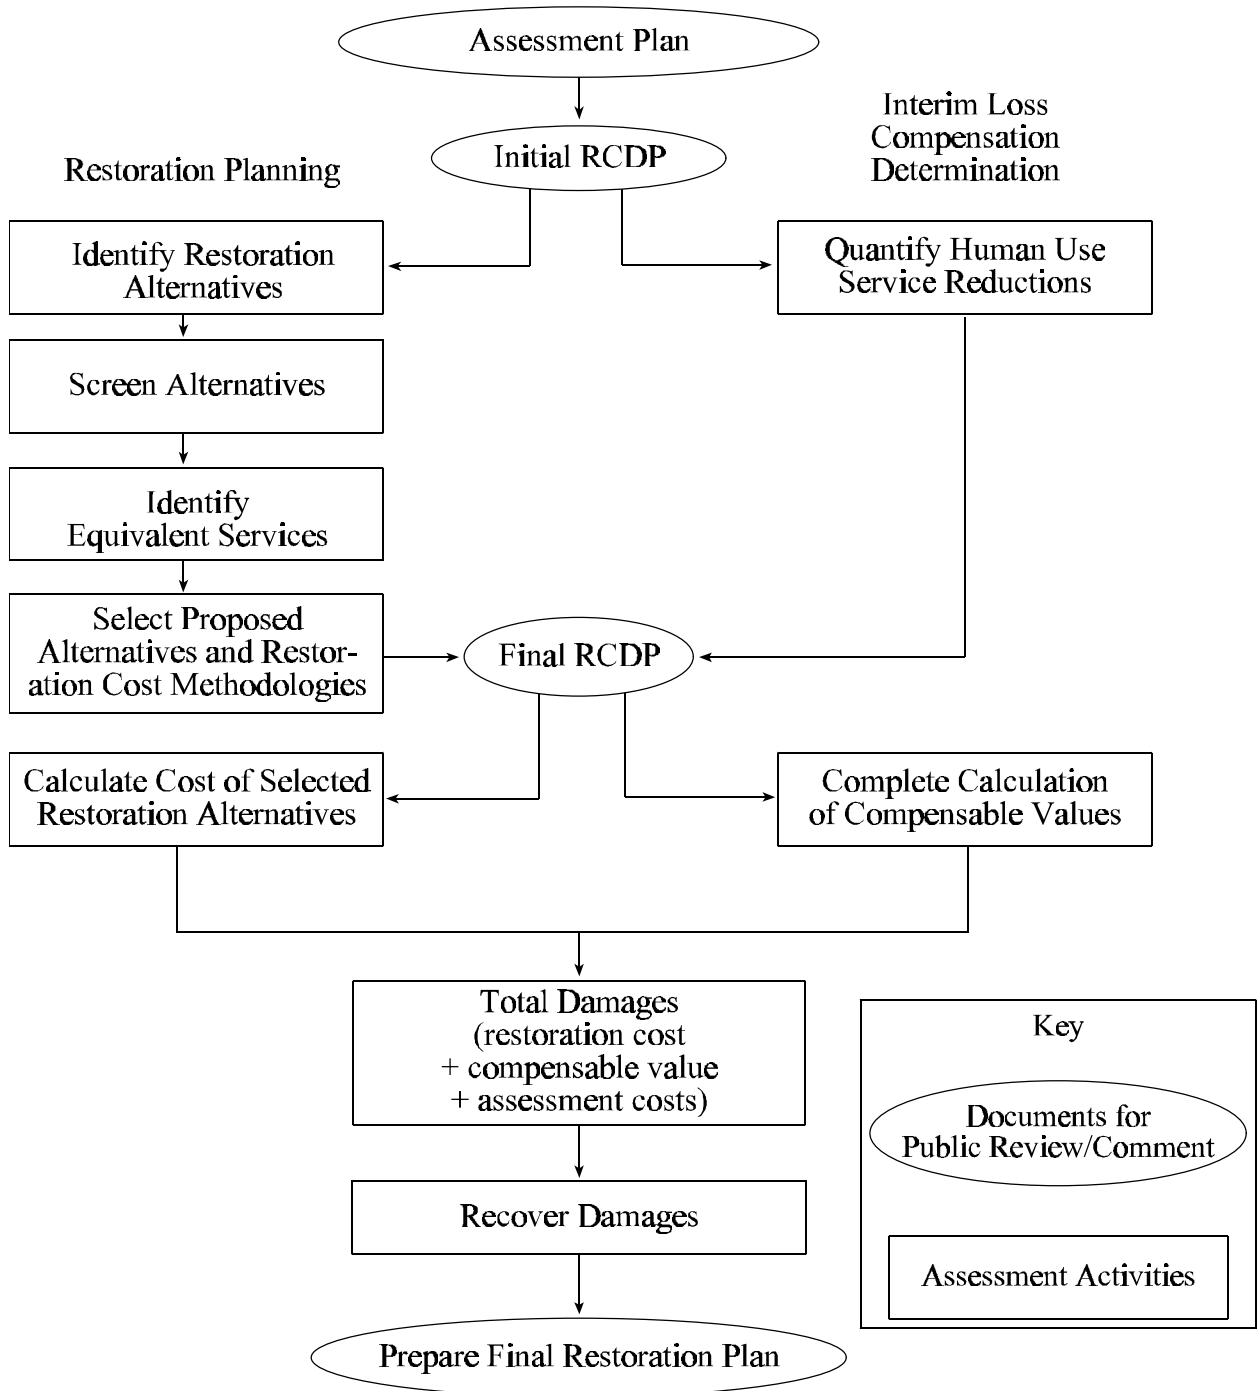 Assessment Plan
Initial RCDP
Restoration Planning
Interim Loss
Compensation
Determination
Identify Restoration
Alternatives
Quantify Human Use
Service Reductions
Screen Alternatives
Identify
Equivalent Services
Select Proposed
Alternatives and Restor-
ation Cost Methodologies
Final RCDP
Calculate Cost of Selected
Restoration Alternatives
Complete Calculation
of Compensable Values
Total Damages
(restoration cost
+ compensable value
+ assessment costs)
Recover Damages
Prepare Final Restoration Plan
Key
Documents for
Public Review/Comment
Assessment Activities